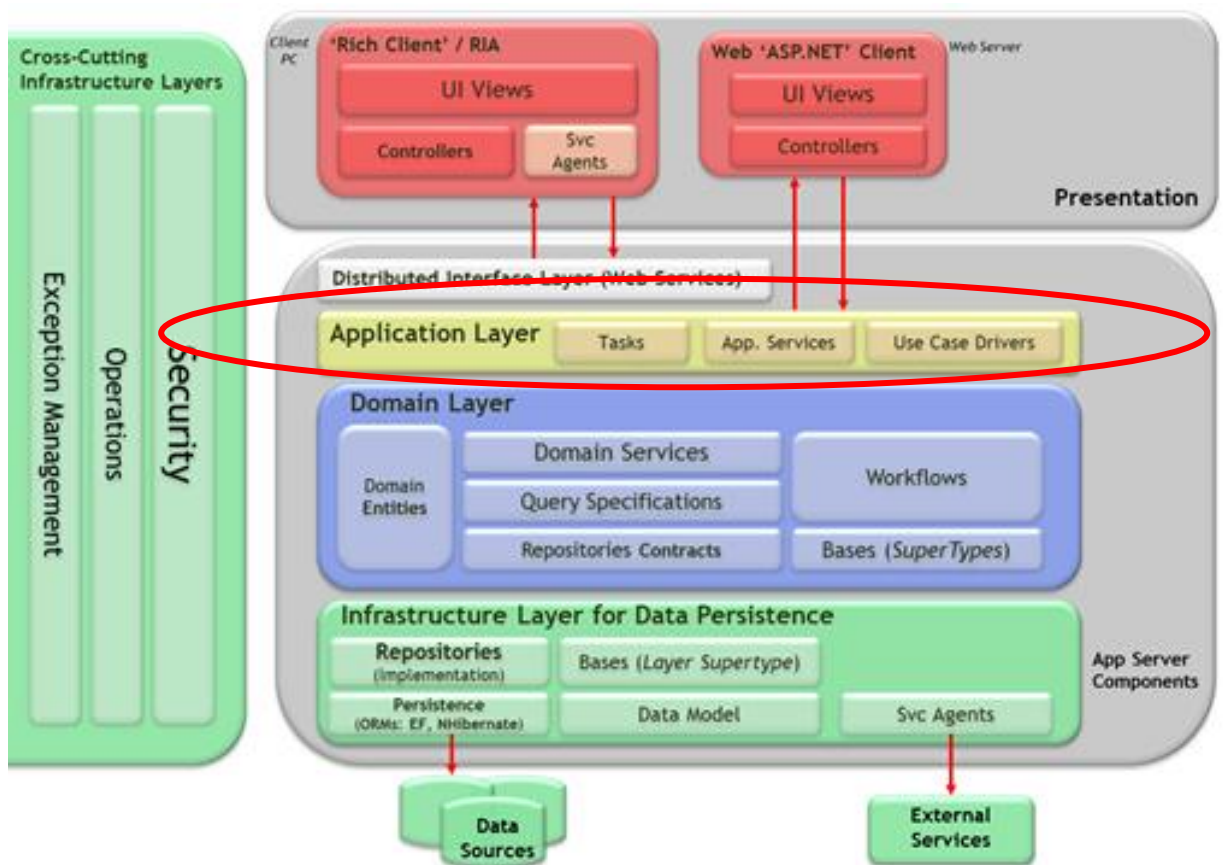 Cross-Cutting
Infrastructure Layers
Exception Management
Operations
Security
Client
PC
'Rich Client' / RIA
UI Views
Controllers
Svc
Agents
Web 'ASP.NET' Client
Web Server
UI Views
Controllers
Presentation
Distributed Interface Layer (Web Services)
Application Layer
Tasks
App. Services
Use Case Drivers
Domain Layer
Domain
Entities
Domain Services
Query Specifications
Repositories Contracts
Workflows
Bases (SuperTypes)
Infrastructure Layer for Data Persistence
Repositories
(Implementation)
Bases (Layer Supertype)
Persistence
(ORMs: EF, NHibernate)
Data Model
Svc Agents
App Server
Components
Data
Sources
External
Services